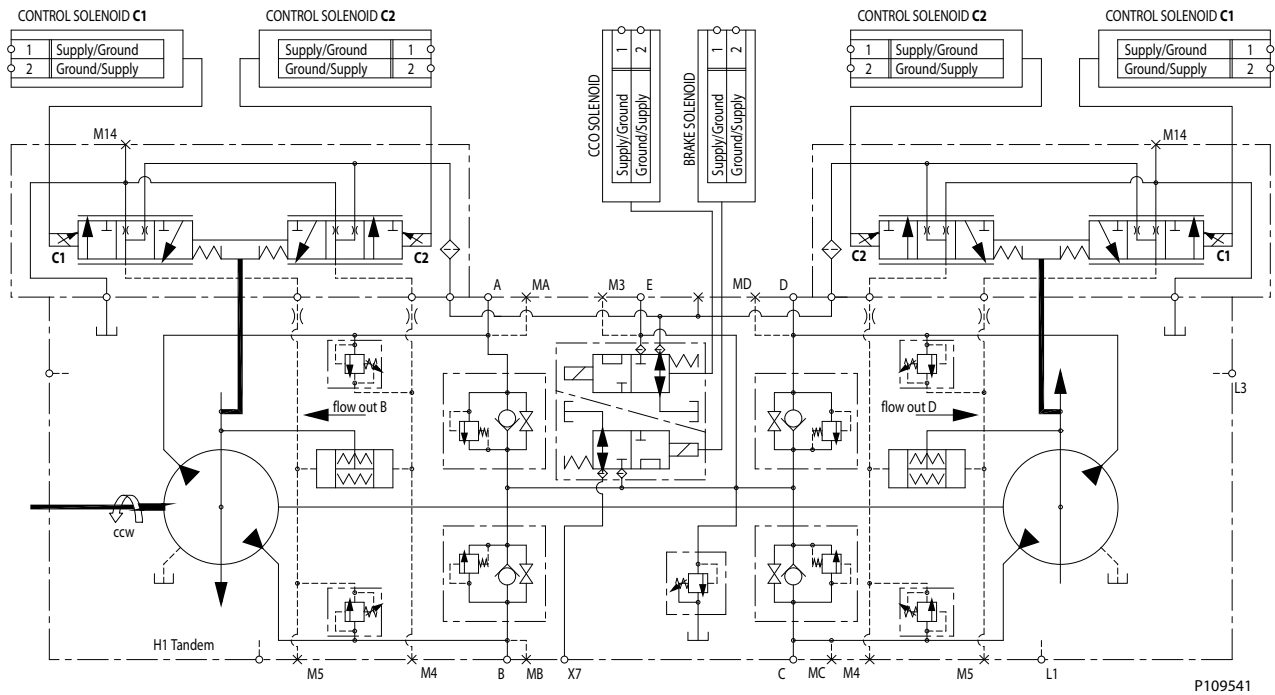 CONTROL SOLENOID C1
1 Supply/Ground
2 Ground/Supply
CONTROL SOLENOID C2
Supply/Ground 1
Ground/Supply 2
CCO SOLENOID
1 Supply/Ground
2 Ground/Supply
BRAKE SOLENOID
1 Supply/Ground
2 Ground/Supply
CONTROL SOLENOID C2
1 Supply/Ground
2 Ground/Supply
CONTROL SOLENOID C1
Supply/Ground 1
Ground/Supply 2
M14
M14
C1
C2
C2
C1
A
MA
M3
E
MD
D
L3
flow out B
flow out D
ccw
H1 Tandem
M5
M4
B
MB
X7
C
MC
M4
M5
L1
P109541